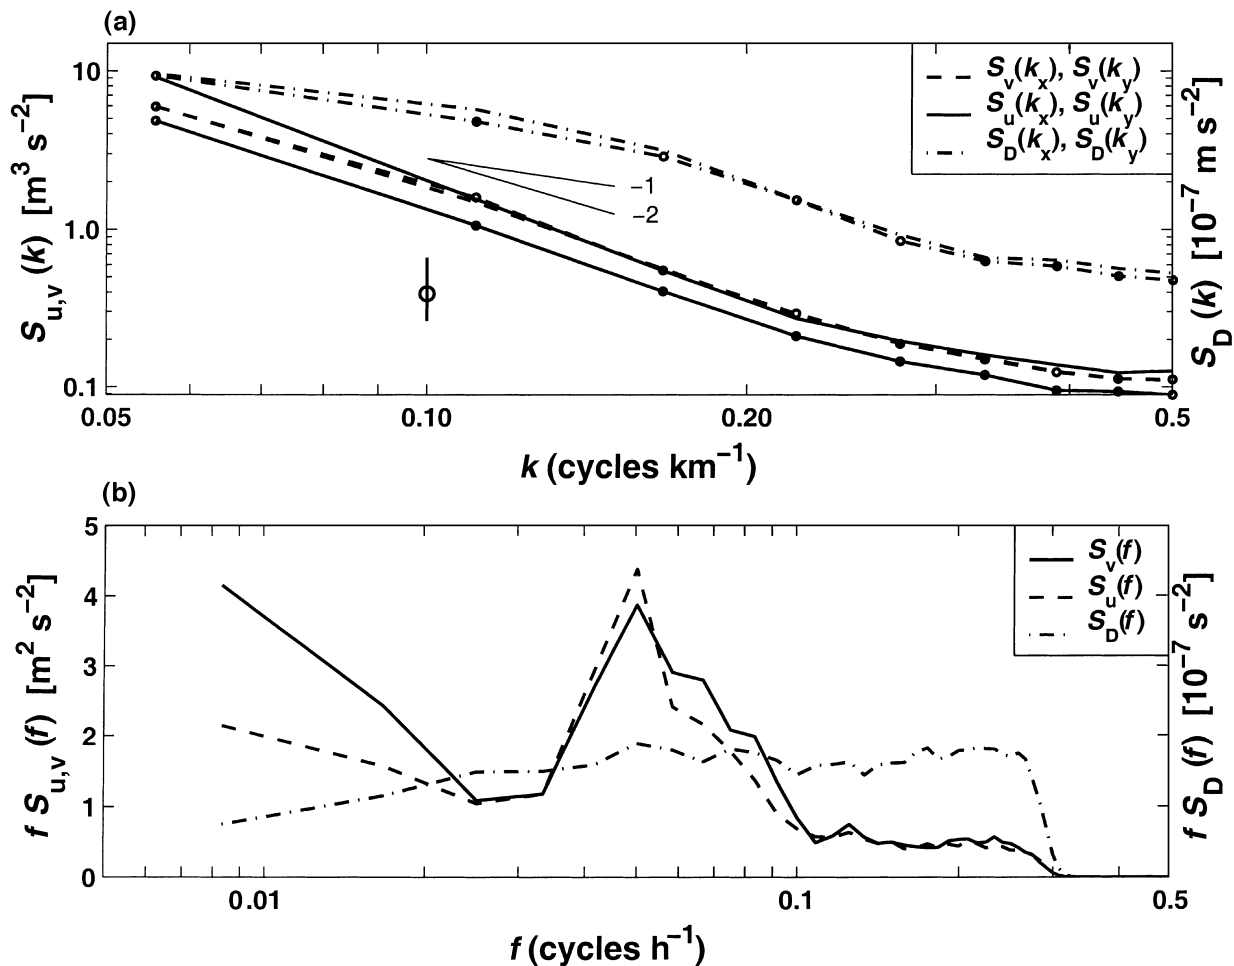 (a)
10
1.0
0.1
S_u,v (k) [m³ s⁻²]
S_v(k_x), S_v(k_y)
S_u(k_x), S_u(k_y)
S_D(k_x), S_D(k_y)
−1
−2
S_D (k) [10⁻⁷ m s⁻²]
0.05 0.10 0.20 0.5
k (cycles km⁻¹)
(b)
5
4
3
2
1
0
f S_u,v (f) [m² s⁻²]
S_v(f)
S_u(f)
S_D(f)
f S_D (f) [10⁻⁷ s⁻²]
0.01 0.1 0.5
f (cycles h⁻¹)